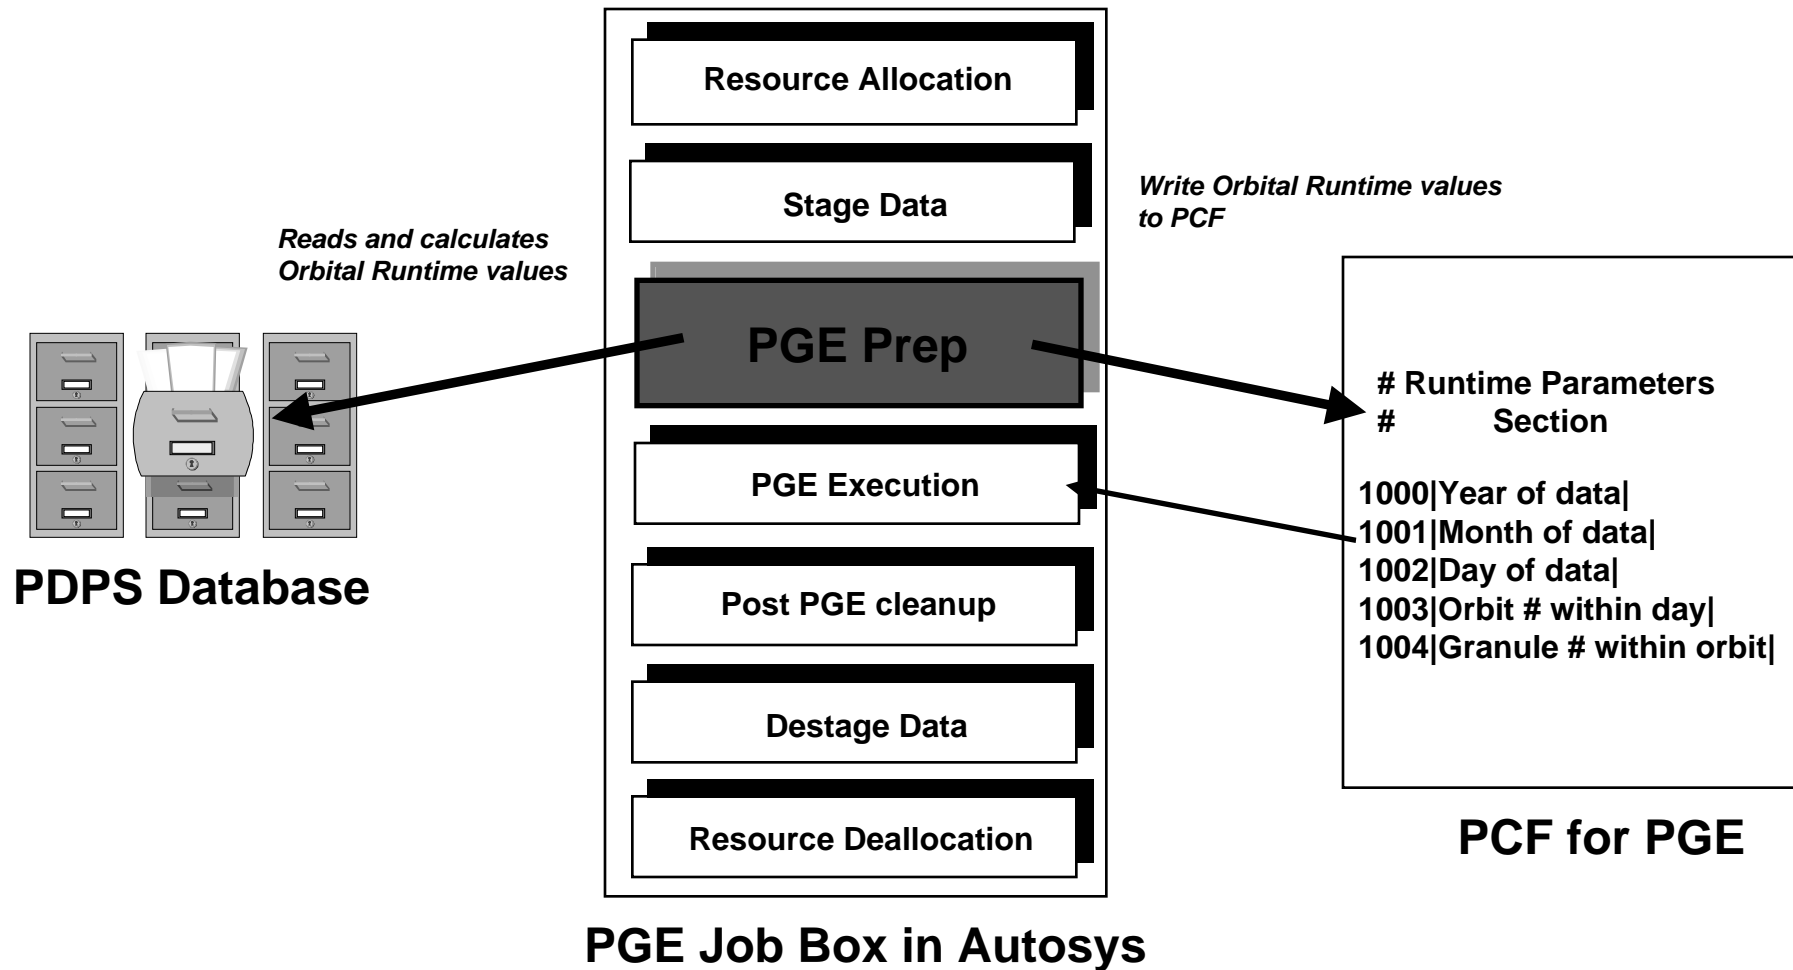 Resource Allocation
Stage Data
Write Orbital Runtime values
to PCF
Reads and calculates
Orbital Runtime values
PGE Prep
# Runtime Parameters
# Section
PGE Execution
1000|Year of data|
1001|Month of data|
1002|Day of data|
1003|Orbit # within day|
1004|Granule # within orbit|
PDPS Database
Post PGE cleanup
Destage Data
Resource Deallocation
PCF for PGE
PGE Job Box in Autosys